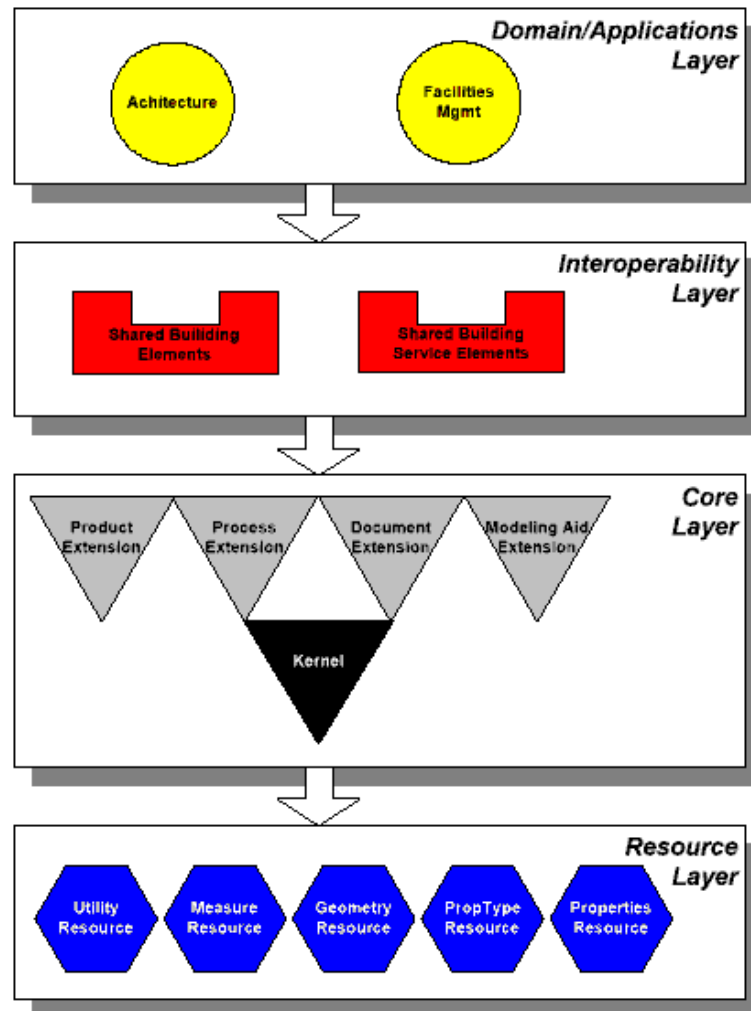 Domain/Applications
Layer
Achitecture
Facilities
Mgmt
Interoperability
Layer
Shared Builiding
Elements
Shared Building
Service Elements
Core
Layer
Product
Extension
Process
Extension
Document
Extension
Modeling Aid
Extension
Kernel
Resource
Layer
Utility
Resource
Measure
Resource
Geometry
Resource
PropType
Resource
Properties
Resource